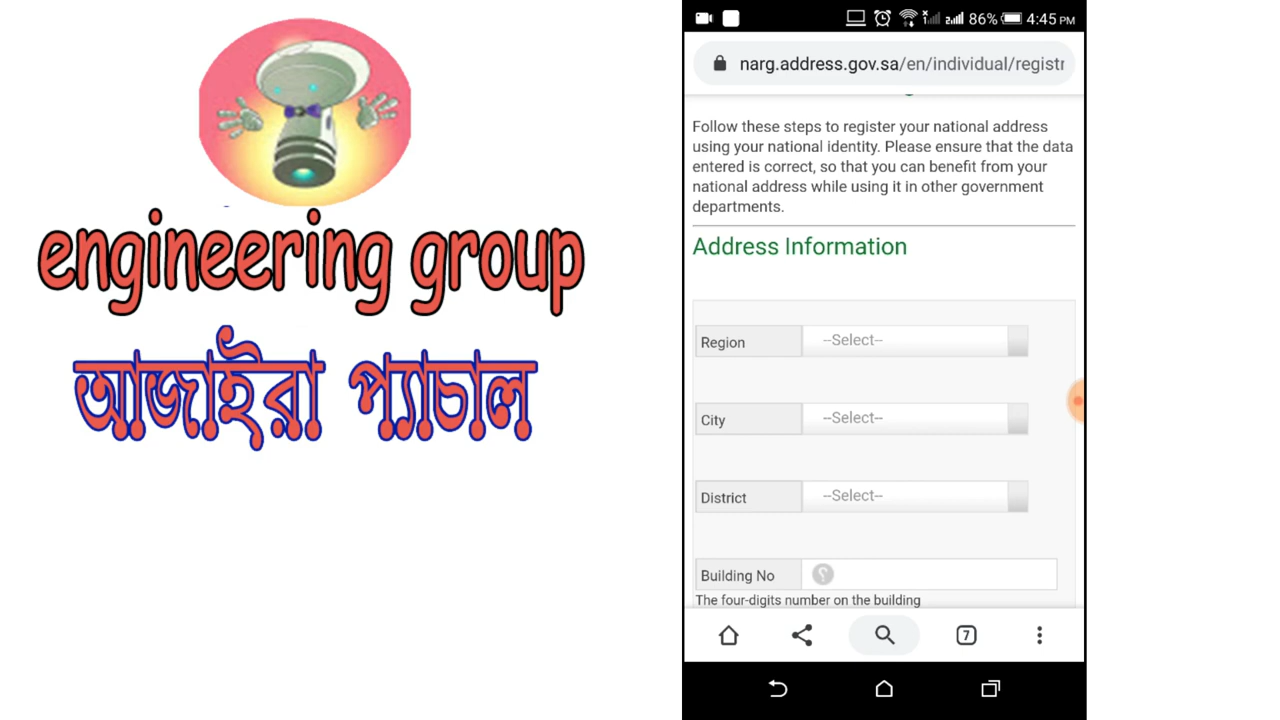 engineering group
আজাইরা প্যাচাল
86% 4:45 PM
narg.address.gov.sa/en/individual/registr
Follow these steps to register your national address
using your national identity. Please ensure that the data
entered is correct, so that you can benefit from your
national address while using it in other government
departments.
Address Information
Region --Select--
City --Select--
District --Select--
Building No
The four-digits number on the building
7